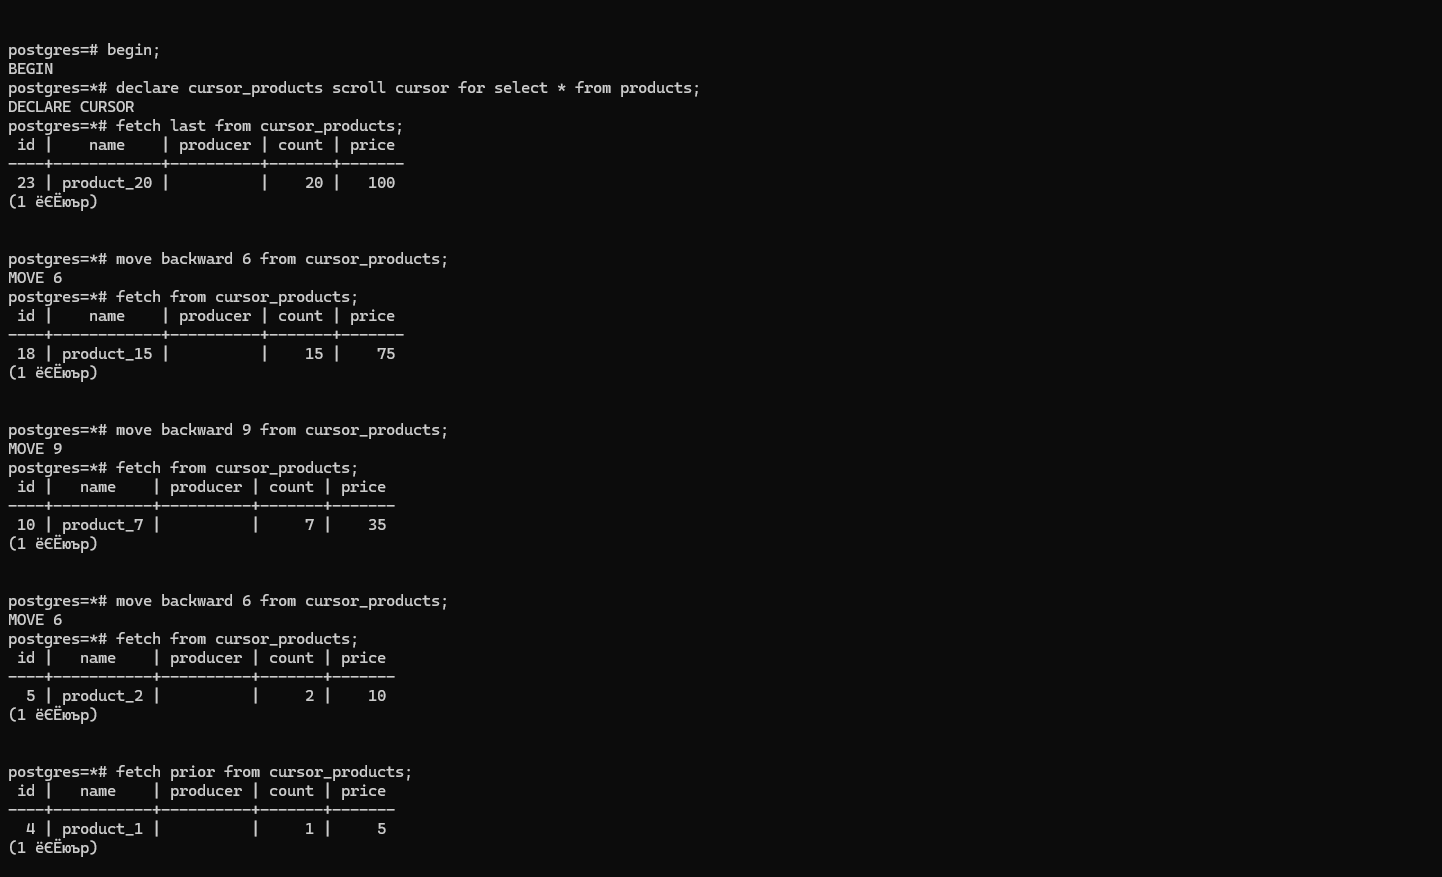 postgres=# begin;
BEGIN
postgres=*# declare cursor_products scroll cursor for select * from products;
DECLARE CURSOR
postgres=*# fetch last from cursor_products;
 id |    name    | producer | count | price
----+------------+----------+-------+-------
 23 | product_20 |          |    20 |   100
(1 ёЄЁюър)
postgres=*# move backward 6 from cursor_products;
MOVE 6
postgres=*# fetch from cursor_products;
 id |    name    | producer | count | price
----+------------+----------+-------+-------
 18 | product_15 |          |    15 |    75
(1 ёЄЁюър)
postgres=*# move backward 9 from cursor_products;
MOVE 9
postgres=*# fetch from cursor_products;
 id |   name    | producer | count | price
----+-----------+----------+-------+-------
 10 | product_7 |          |     7 |    35
(1 ёЄЁюър)
postgres=*# move backward 6 from cursor_products;
MOVE 6
postgres=*# fetch from cursor_products;
 id |   name    | producer | count | price
----+-----------+----------+-------+-------
  5 | product_2 |          |     2 |    10
(1 ёЄЁюър)
postgres=*# fetch prior from cursor_products;
 id |   name    | producer | count | price
----+-----------+----------+-------+-------
  4 | product_1 |          |     1 |     5
(1 ёЄЁюър)